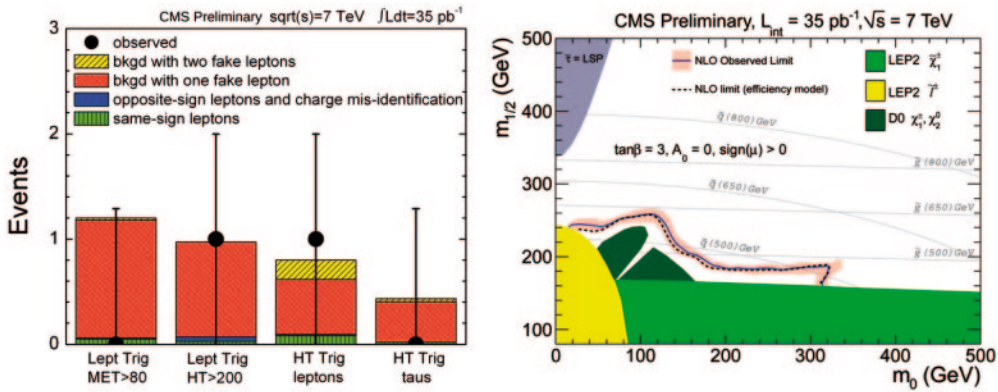 CMS Preliminary sqrt(s)=7 TeV ∫Ldt=35 pb⁻¹
3
2
1
0
Events
observed
bkgd with two fake leptons
bkgd with one fake lepton
opposite-sign leptons and charge mis-identification
same-sign leptons
Lept Trig
MET>80
Lept Trig
HT>200
HT Trig
leptons
HT Trig
taus
CMS Preliminary, L_int = 35 pb⁻¹, √s = 7 TeV
m_1/2 (GeV)
500
400
300
200
100
τ̃ = LSP
NLO Observed Limit
NLO limit (efficiency model)
LEP2 χ̃₁±
LEP2 l̃±
D0 χ₁±, χ₂⁰
tanβ = 3, A₀ = 0, sign(μ) > 0
q̃ (800) GeV
g̃ (800) GeV
q̃ (650) GeV
g̃ (650) GeV
q̃ (500) GeV
g̃ (500) GeV
0 100 200 300 400 500
m₀ (GeV)